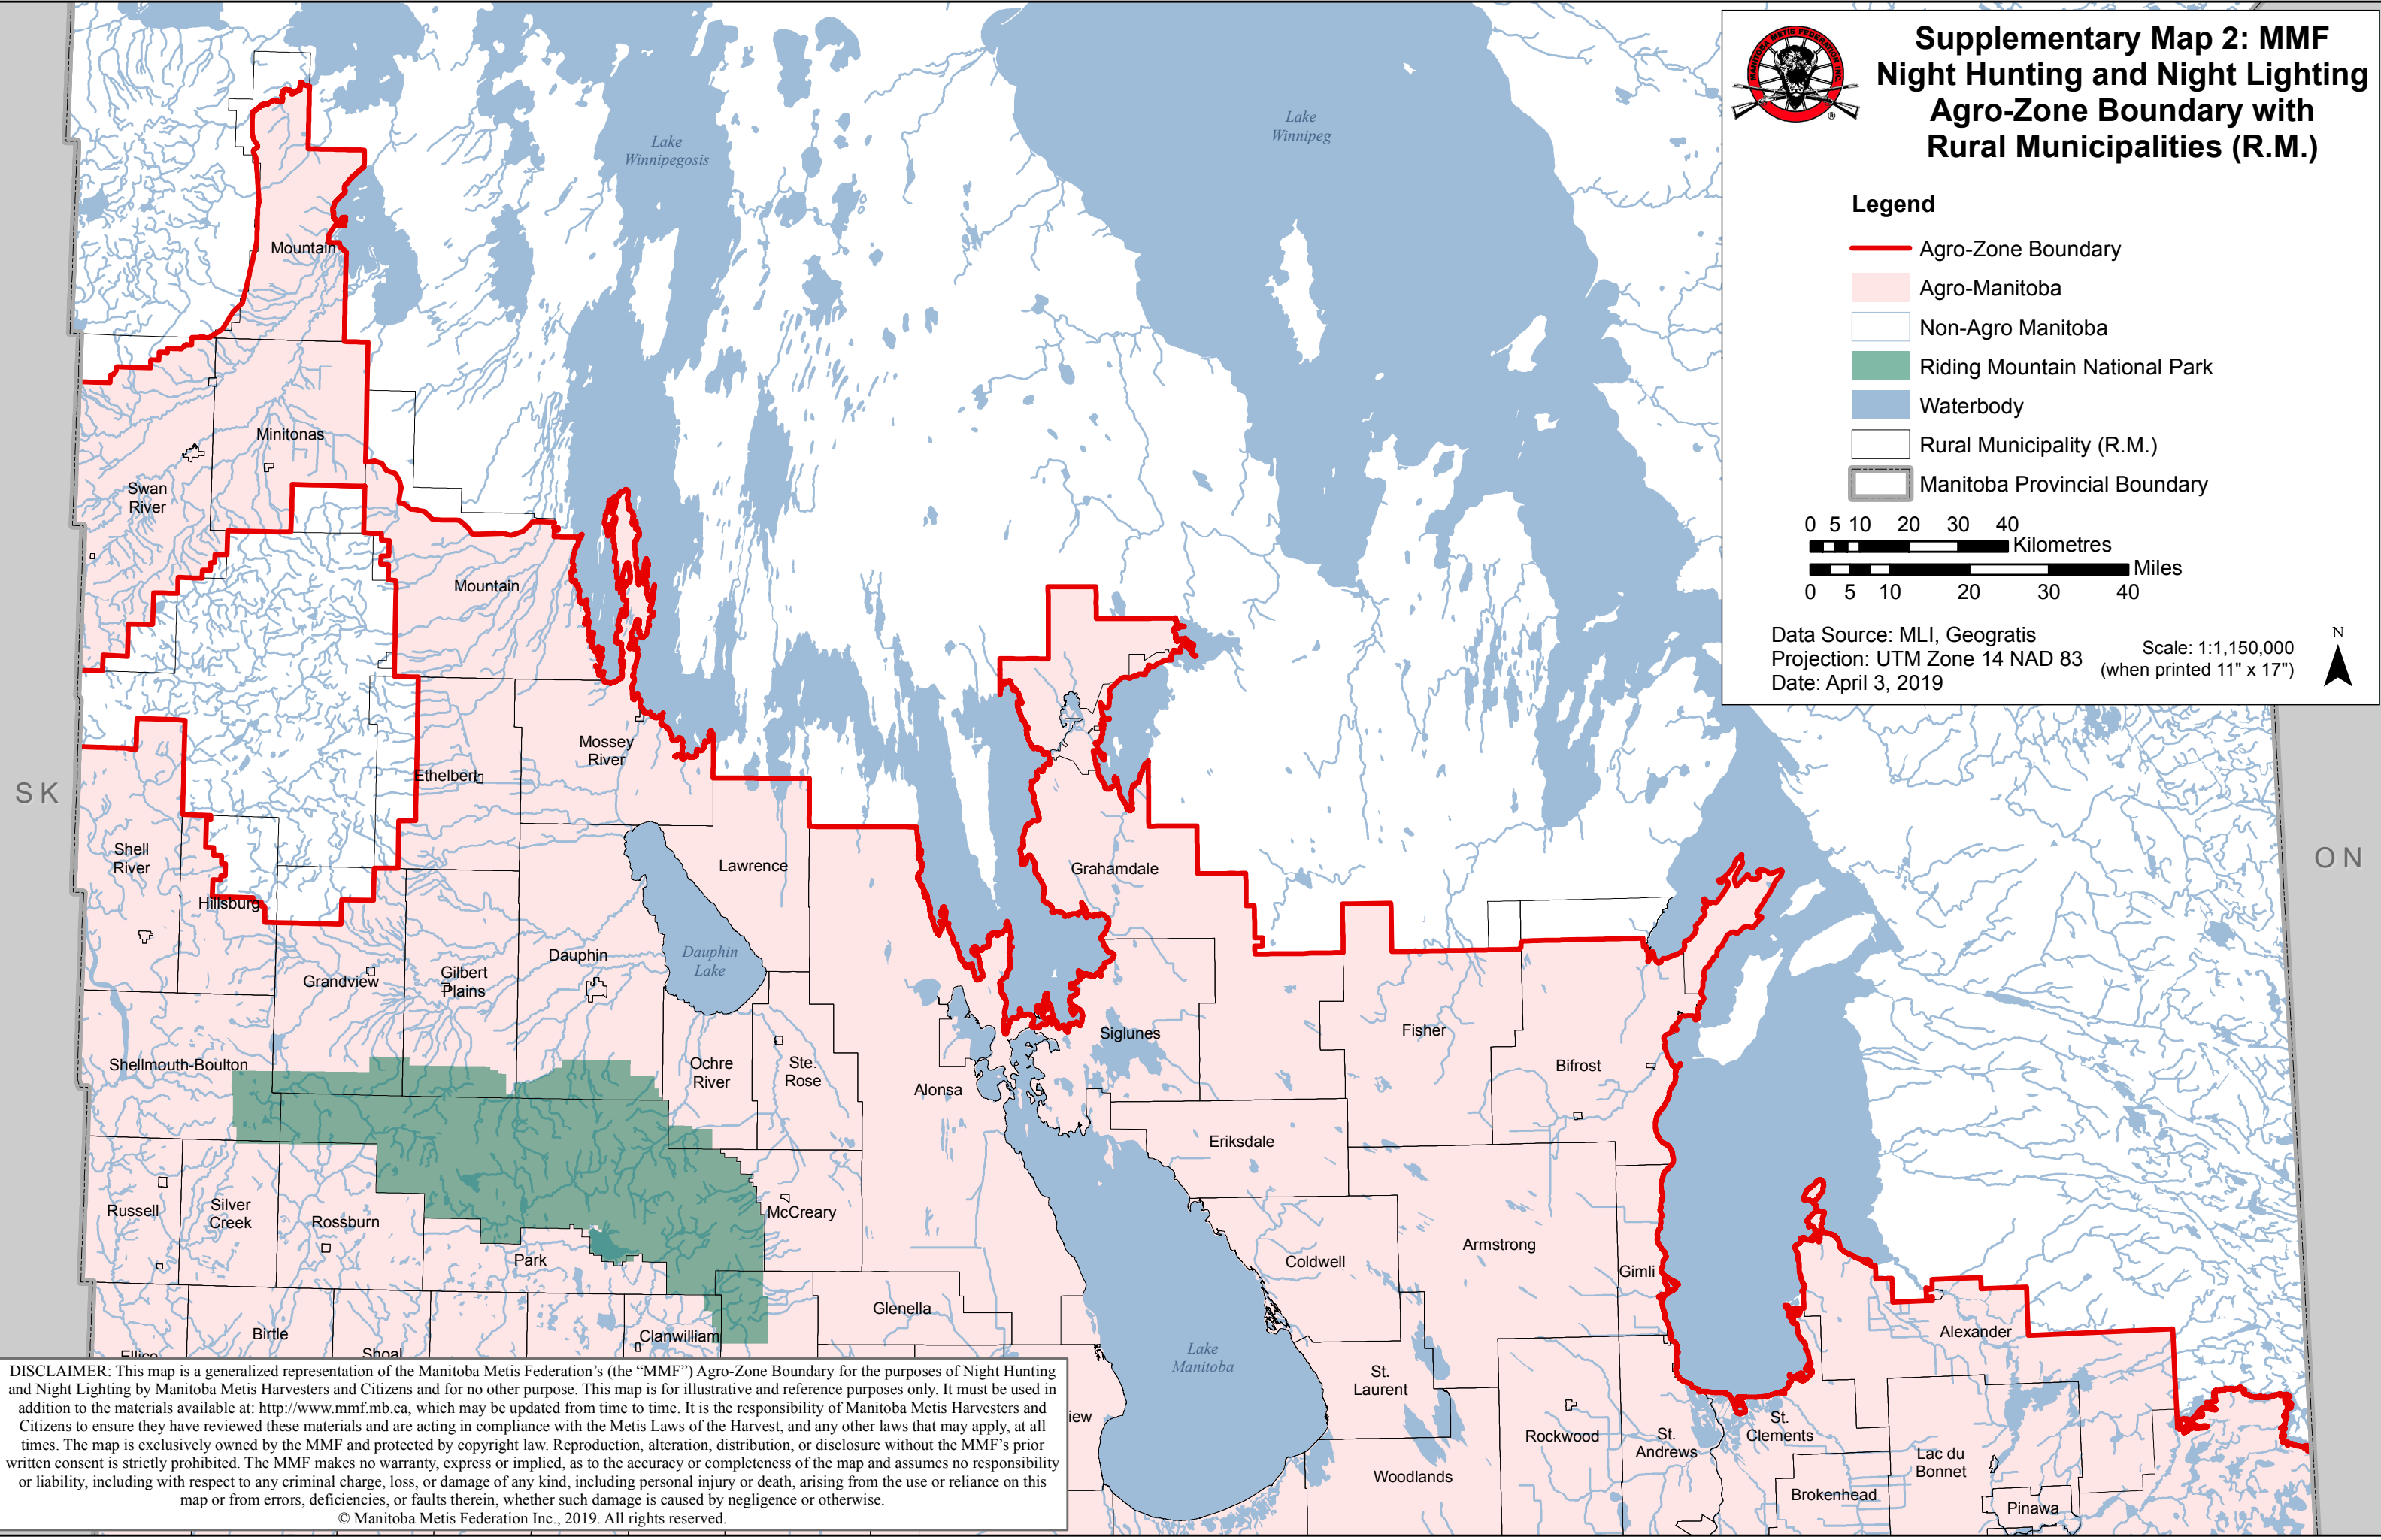 Supplementary Map 2: MMF
Night Hunting and Night Lighting
Agro-Zone Boundary with
Rural Municipalities (R.M.)
MANITOBA METIS FEDERATION INC.
®
Legend
Agro-Zone Boundary
Agro-Manitoba
Non-Agro Manitoba
Riding Mountain National Park
Waterbody
Rural Municipality (R.M.)
Manitoba Provincial Boundary
0 5 10 20 30 40
Kilometres
Miles
0 5 10 20 30 40
Data Source: MLI, Geogratis
Projection: UTM Zone 14 NAD 83
Date: April 3, 2019
Scale: 1:1,150,000
(when printed 11" x 17")
N
Lake
Winnipegosis
Lake
Winnipeg
Mountain
Minitonas
Swan
River
Mountain
Mossey
River
Ethelbert
SK
ON
Shell
River
Hillsburg
Lawrence
Grahamdale
Dauphin
Lake
Dauphin
Grandview
Gilbert
Plains
Siglunes
Fisher
Shellmouth-Boulton
Ochre
River
Ste.
Rose
Alonsa
Bifrost
Eriksdale
Russell
Silver
Creek
Rossburn
McCreary
Park
Coldwell
Armstrong
Gimli
Glenella
Birtle
Clanwilliam
Alexander
Ellice
Shoal
Lake
Manitoba
St.
Laurent
iew
Rockwood
St.
Andrews
St.
Clements
Lac du
Bonnet
Woodlands
Brokenhead
Pinawa
DISCLAIMER: This map is a generalized representation of the Manitoba Metis Federation's (the “MMF”) Agro-Zone Boundary for the purposes of Night Hunting
and Night Lighting by Manitoba Metis Harvesters and Citizens and for no other purpose. This map is for illustrative and reference purposes only. It must be used in
addition to the materials available at: http://www.mmf.mb.ca, which may be updated from time to time. It is the responsibility of Manitoba Metis Harvesters and
Citizens to ensure they have reviewed these materials and are acting in compliance with the Metis Laws of the Harvest, and any other laws that may apply, at all
times. The map is exclusively owned by the MMF and protected by copyright law. Reproduction, alteration, distribution, or disclosure without the MMF's prior
written consent is strictly prohibited. The MMF makes no warranty, express or implied, as to the accuracy or completeness of the map and assumes no responsibility
or liability, including with respect to any criminal charge, loss, or damage of any kind, including personal injury or death, arising from the use or reliance on this
map or from errors, deficiencies, or faults therein, whether such damage is caused by negligence or otherwise.
© Manitoba Metis Federation Inc., 2019. All rights reserved.